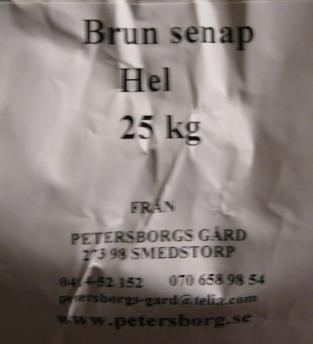 Brun senap
Hel
25 kg
FRÅN
PETERSBORGS GÅRD
273 98 SMEDSTORP
0414-52 152 070 658 98 54
petersborgs-gard@telia.com
www.petersborg.se